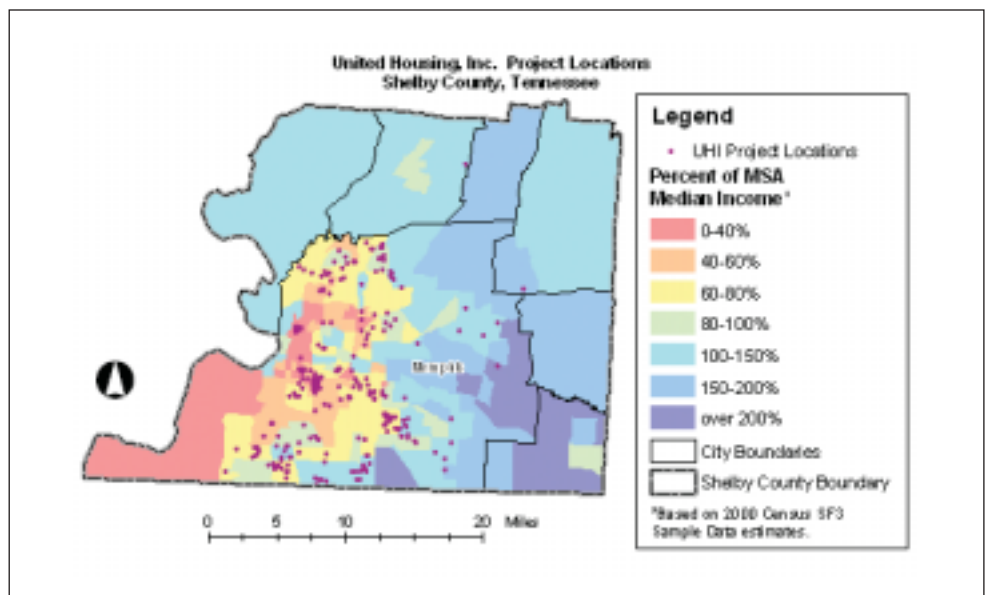 United Housing, Inc. Project Locations
Shelby County, Tennessee
Legend
UHI Project Locations
Percent of MSA
Median Income*
0-40%
40-60%
60-80%
80-100%
100-150%
150-200%
over 200%
City Boundaries
Shelby County Boundary
*Based on 2000 Census SF3
Sample Data estimates.
Memphis
0 5 10 20 Miles